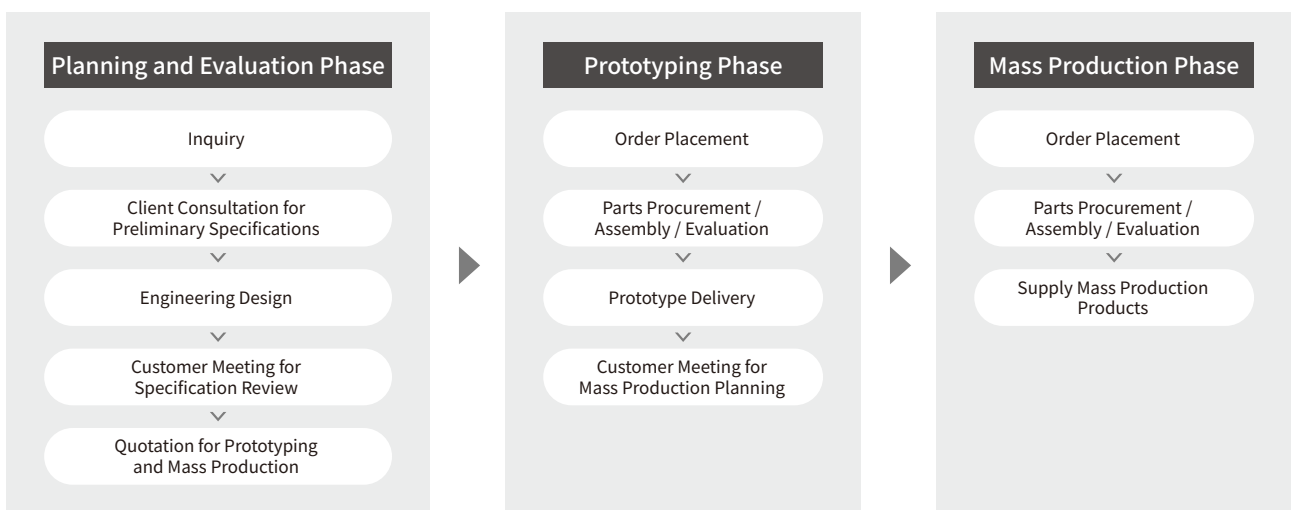 Planning and Evaluation Phase
Inquiry
Client Consultation for
Preliminary Specifications
Engineering Design
Customer Meeting for
Specification Review
Quotation for Prototyping
and Mass Production
Prototyping Phase
Order Placement
Parts Procurement /
Assembly / Evaluation
Prototype Delivery
Customer Meeting for
Mass Production Planning
Mass Production Phase
Order Placement
Parts Procurement /
Assembly / Evaluation
Supply Mass Production
Products